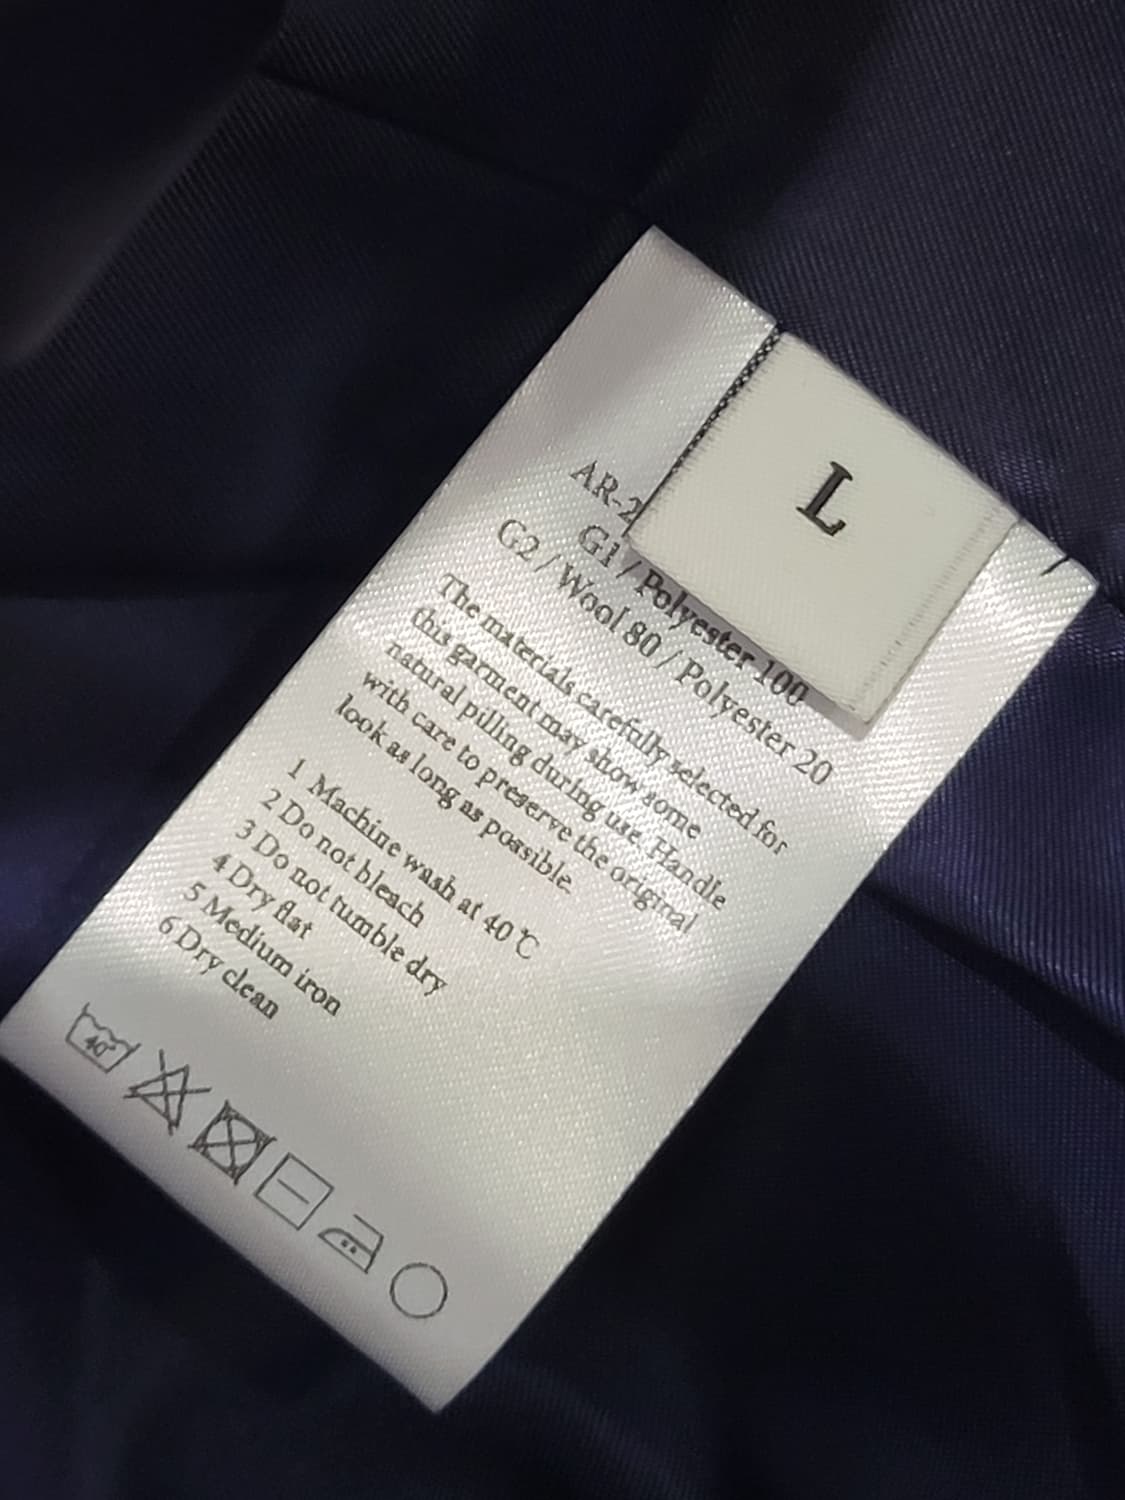 L
AR-2
G1 / Polyester 100
G2 / Wool 80 / Polyester 20
The materials carefully selected for
this garment may show some
natural pilling during use. Handle
with care to preserve the original
look as long as possible.
1 Machine wash at 40℃
2 Do not bleach
3 Do not tumble dry
4 Dry flat
5 Medium iron
6 Dry clean
40°